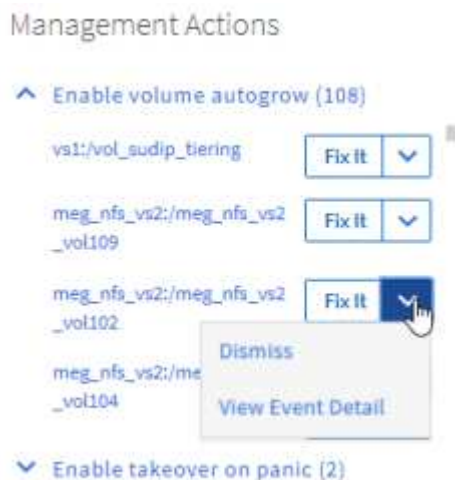 Management Actions
Enable volume autogrow (108)
vs1:/vol_sudip_tiering
Fix It
meg_nfs_vs2:/meg_nfs_vs2
_vol109
Fix It
meg_nfs_vs2:/meg_nfs_vs2
_vol102
Fix It
Dismiss
meg_nfs_vs2:/me
_vol104
View Event Detail
Enable takeover on panic (2)